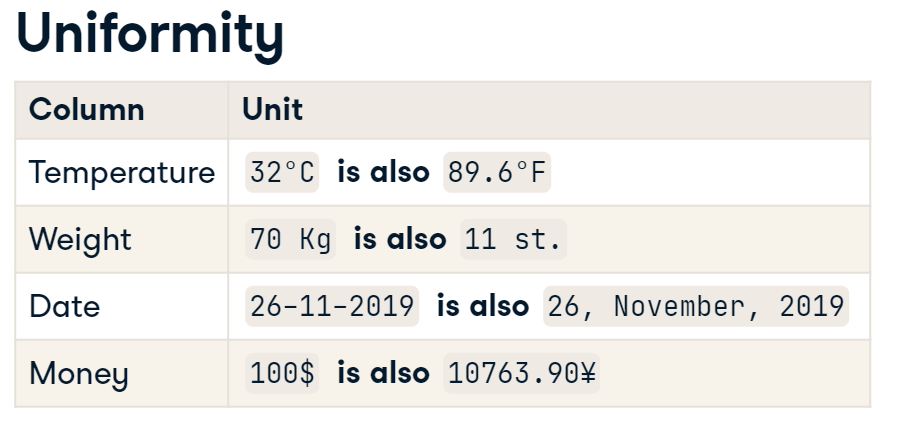 Uniformity
Column Unit
Temperature 32°C is also 89.6°F
Weight 70 Kg is also 11 st.
Date 26-11-2019 is also 26, November, 2019
Money 100$ is also 10763.90¥